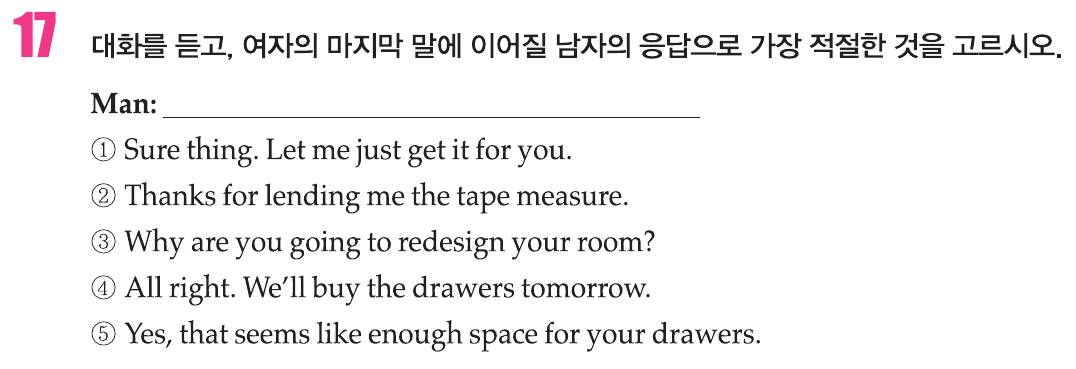 17
대화를 듣고, 여자의 마지막 말에 이어질 남자의 응답으로 가장 적절한 것을 고르시오.
Man:
① Sure thing. Let me just get it for you.
② Thanks for lending me the tape measure.
③ Why are you going to redesign your room?
④ All right. We’ll buy the drawers tomorrow.
⑤ Yes, that seems like enough space for your drawers.